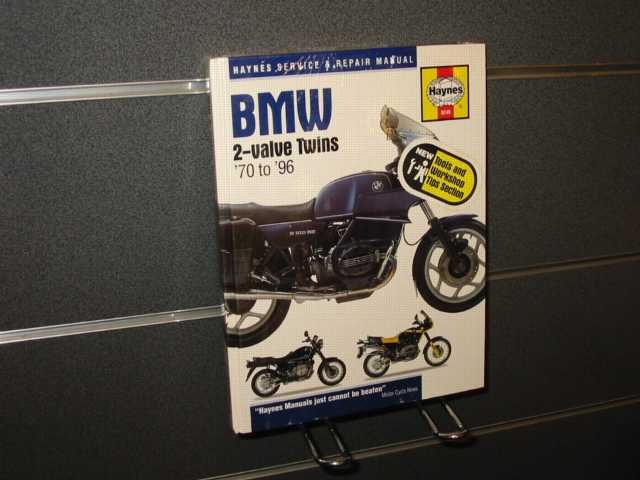 HAYNES SERVICE & REPAIR MANUAL
Haynes
BMW
2-valve Twins
'70 to '96
NEW
Tools and
Workshop
Tips Section
"Haynes Manuals just cannot be beaten"
Motor Cycle News